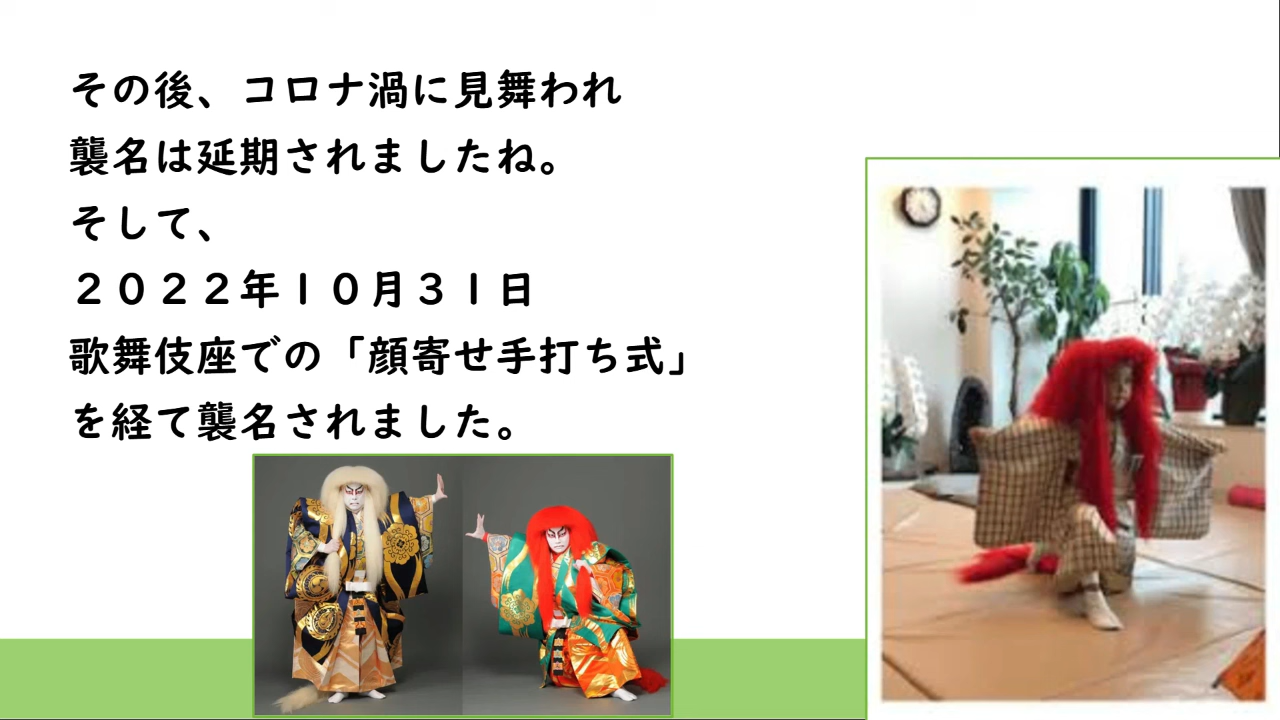 その後、コロナ渦に見舞われ
襲名は延期されましたね。
そして、
２０２２年１０月３１日
歌舞伎座での「顔寄せ手打ち式」
を経て襲名されました。